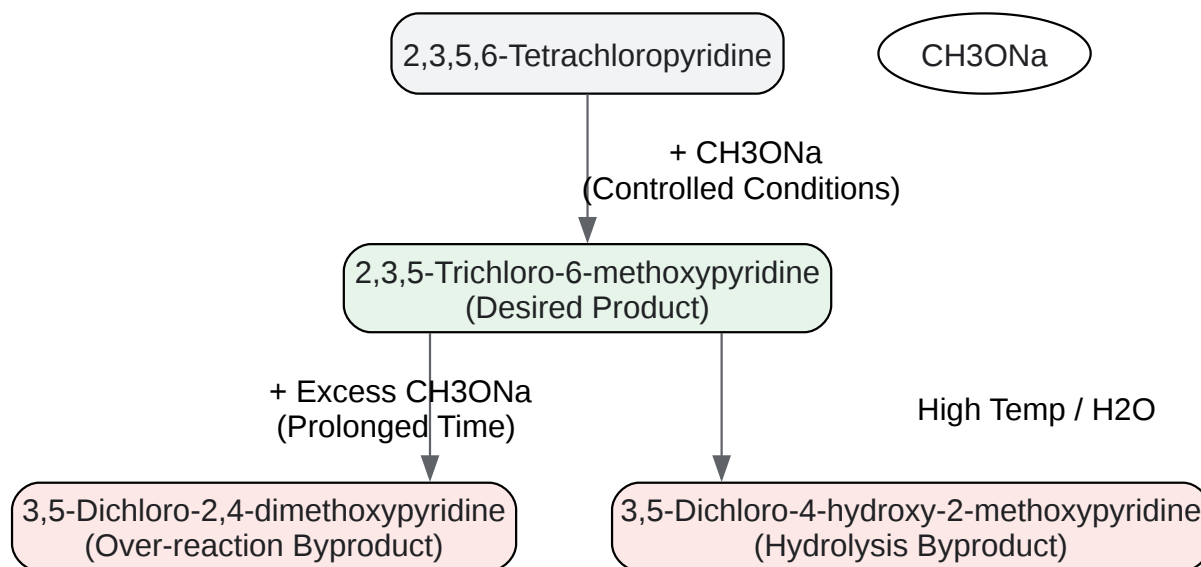 2,3,5,6-Tetrachloropyridine
CH3ONa
+ CH3ONa
(Controlled Conditions)
2,3,5-Trichloro-6-methoxypyridine
(Desired Product)
+ Excess CH3ONa
(Prolonged Time)
High Temp / H2O
3,5-Dichloro-2,4-dimethoxypyridine
(Over-reaction Byproduct)
3,5-Dichloro-4-hydroxy-2-methoxypyridine
(Hydrolysis Byproduct)